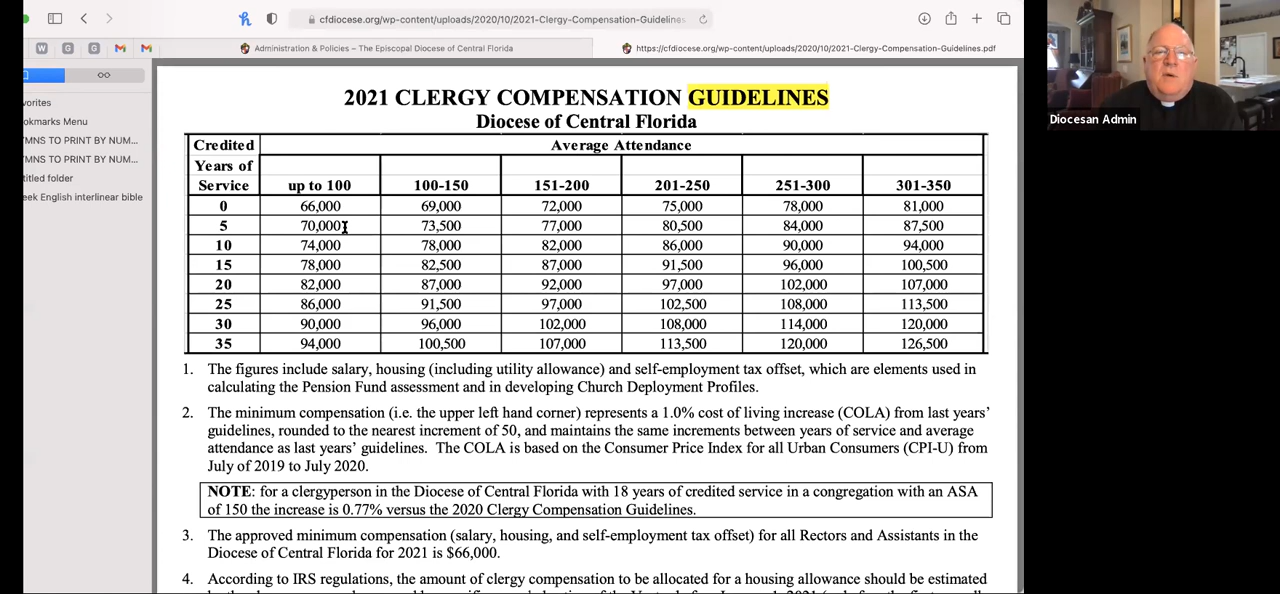 cfdiocese.org/wp-content/uploads/2020/10/2021-Clergy-Compensation-Guidelines
W G G M M Administration & Policies – The Episcopal Diocese of Central Florida https://cfdiocese.org/wp-content/uploads/2020/10/2021-Clergy-Compensation-Guidelines.pdf
vorites
okmarks Menu
MNS TO PRINT BY NUM...
MNS TO PRINT BY NUM...
titled folder
eek English interlinear bible
Diocesan Admin
2021 CLERGY COMPENSATION GUIDELINES
Diocese of Central Florida
Credited Average Attendance
Years of
Service up to 100 100-150 151-200 201-250 251-300 301-350
0 66,000 69,000 72,000 75,000 78,000 81,000
5 70,000 73,500 77,000 80,500 84,000 87,500
10 74,000 78,000 82,000 86,000 90,000 94,000
15 78,000 82,500 87,000 91,500 96,000 100,500
20 82,000 87,000 92,000 97,000 102,000 107,000
25 86,000 91,500 97,000 102,500 108,000 113,500
30 90,000 96,000 102,000 108,000 114,000 120,000
35 94,000 100,500 107,000 113,500 120,000 126,500
1. The figures include salary, housing (including utility allowance) and self-employment tax offset, which are elements used in
calculating the Pension Fund assessment and in developing Church Deployment Profiles.
2. The minimum compensation (i.e. the upper left hand corner) represents a 1.0% cost of living increase (COLA) from last years’
guidelines, rounded to the nearest increment of 50, and maintains the same increments between years of service and average
attendance as last years’ guidelines. The COLA is based on the Consumer Price Index for all Urban Consumers (CPI-U) from
July of 2019 to July 2020.
NOTE: for a clergyperson in the Diocese of Central Florida with 18 years of credited service in a congregation with an ASA
of 150 the increase is 0.77% versus the 2020 Clergy Compensation Guidelines.
3. The approved minimum compensation (salary, housing, and self-employment tax offset) for all Rectors and Assistants in the
Diocese of Central Florida for 2021 is $66,000.
4. According to IRS regulations, the amount of clergy compensation to be allocated for a housing allowance should be estimated